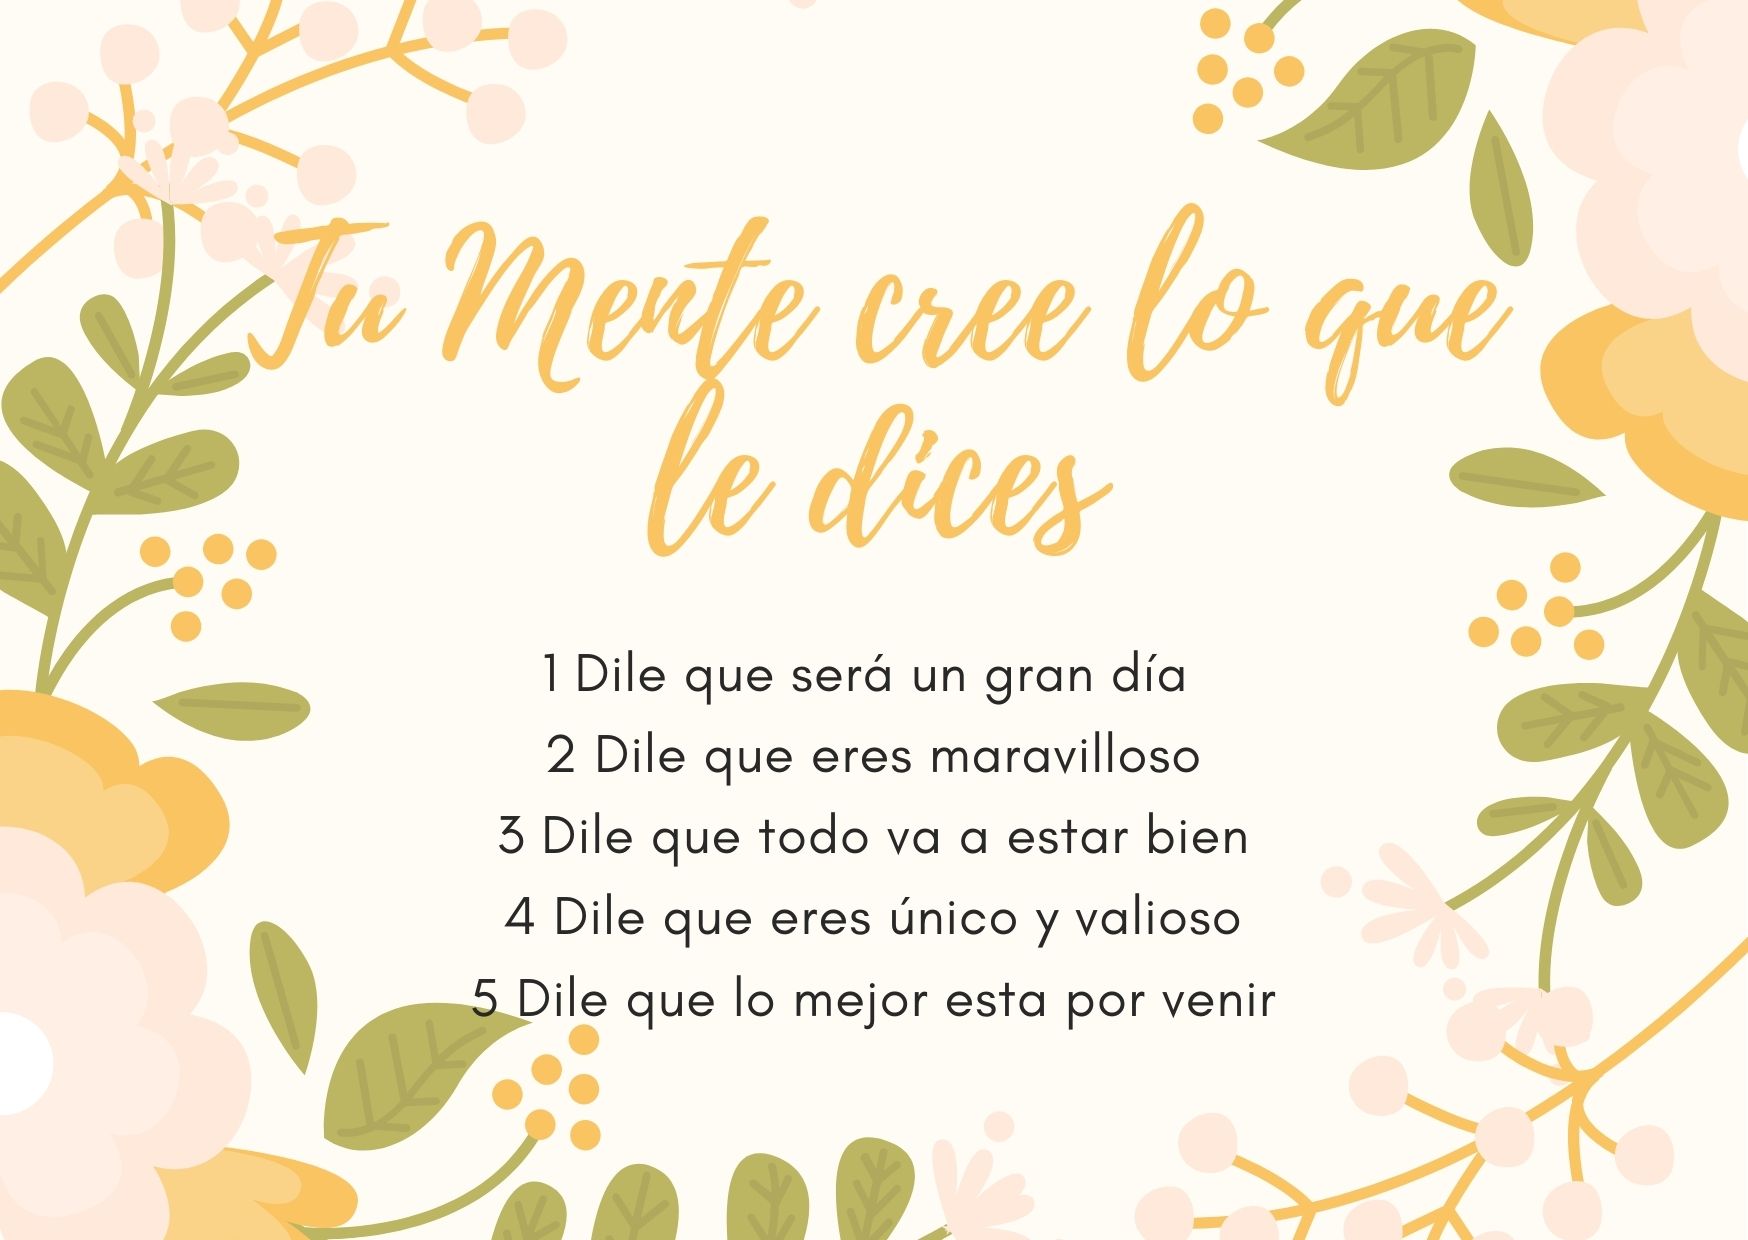 Tu Mente cree lo que
le dices
1 Dile que será un gran día
2 Dile que eres maravilloso
3 Dile que todo va a estar bien
4 Dile que eres único y valioso
5 Dile que lo mejor esta por venir